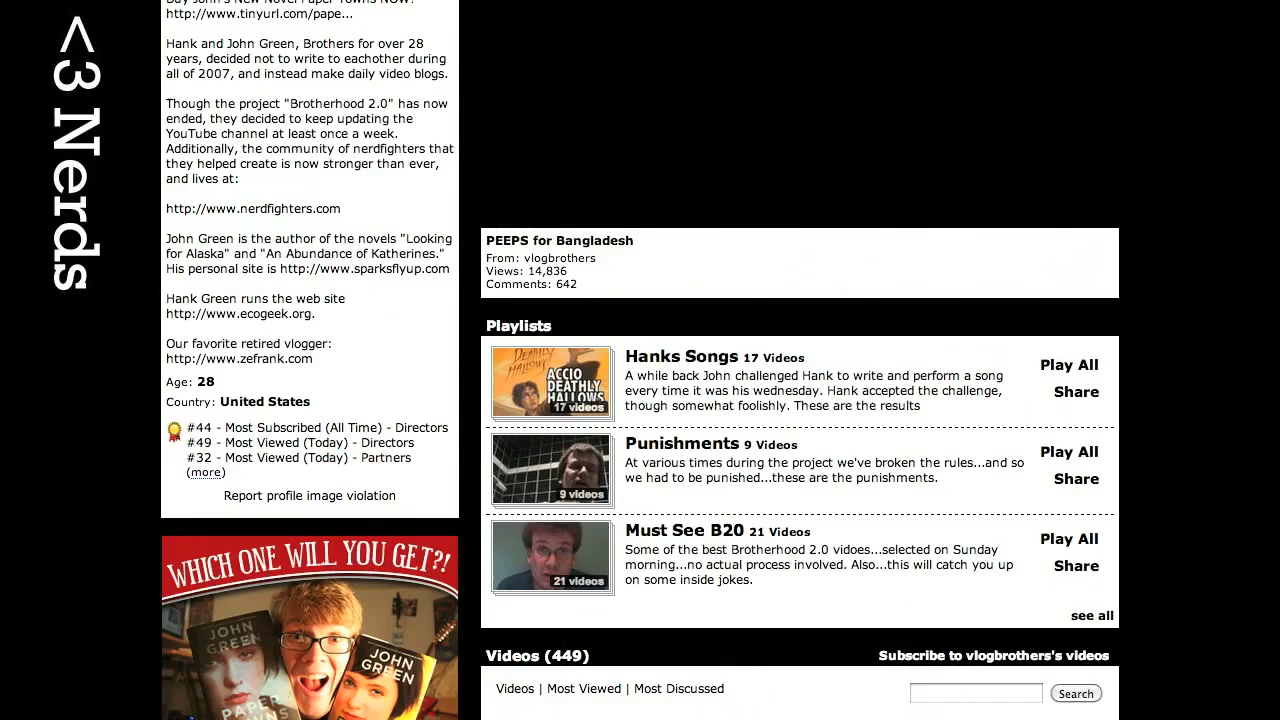 <3 Nerds
http://www.tinyurl.com/pape...
Hank and John Green, Brothers for over 28
years, decided not to write to eachother during
all of 2007, and instead make daily video blogs.
Though the project "Brotherhood 2.0" has now
ended, they decided to keep updating the
YouTube channel at least once a week.
Additionally, the community of nerdfighters that
they helped create is now stronger than ever,
and lives at:
http://www.nerdfighters.com
John Green is the author of the novels "Looking
for Alaska" and "An Abundance of Katherines."
His personal site is http://www.sparksflyup.com
Hank Green runs the web site
http://www.ecogeek.org.
Our favorite retired vlogger:
http://www.zefrank.com
Age: 28
Country: United States
#44 - Most Subscribed (All Time) - Directors
#49 - Most Viewed (Today) - Directors
#32 - Most Viewed (Today) - Partners
(more)
Report profile image violation
WHICH ONE WILL YOU GET?!
JOHN
GREEN
PAPER
TOWNS
JOHN
GREEN
PEEPS for Bangladesh
From: vlogbrothers
Views: 14,836
Comments: 642
Playlists
DEATHLY
HALLOWS
ACCIO
DEATHLY
HALLOWS
17 videos
Hanks Songs 17 Videos
A while back John challenged Hank to write and perform a song
every time it was his wednesday. Hank accepted the challenge,
though somewhat foolishly. These are the results
Play All
Share
9 videos
Punishments 9 Videos
At various times during the project we've broken the rules...and so
we had to be punished...these are the punishments.
Play All
Share
21 videos
Must See B20 21 Videos
Some of the best Brotherhood 2.0 vidoes...selected on Sunday
morning...no actual process involved. Also...this will catch you up
on some inside jokes.
Play All
Share
see all
Videos (449)
Subscribe to vlogbrothers's videos
Videos | Most Viewed | Most Discussed
Search